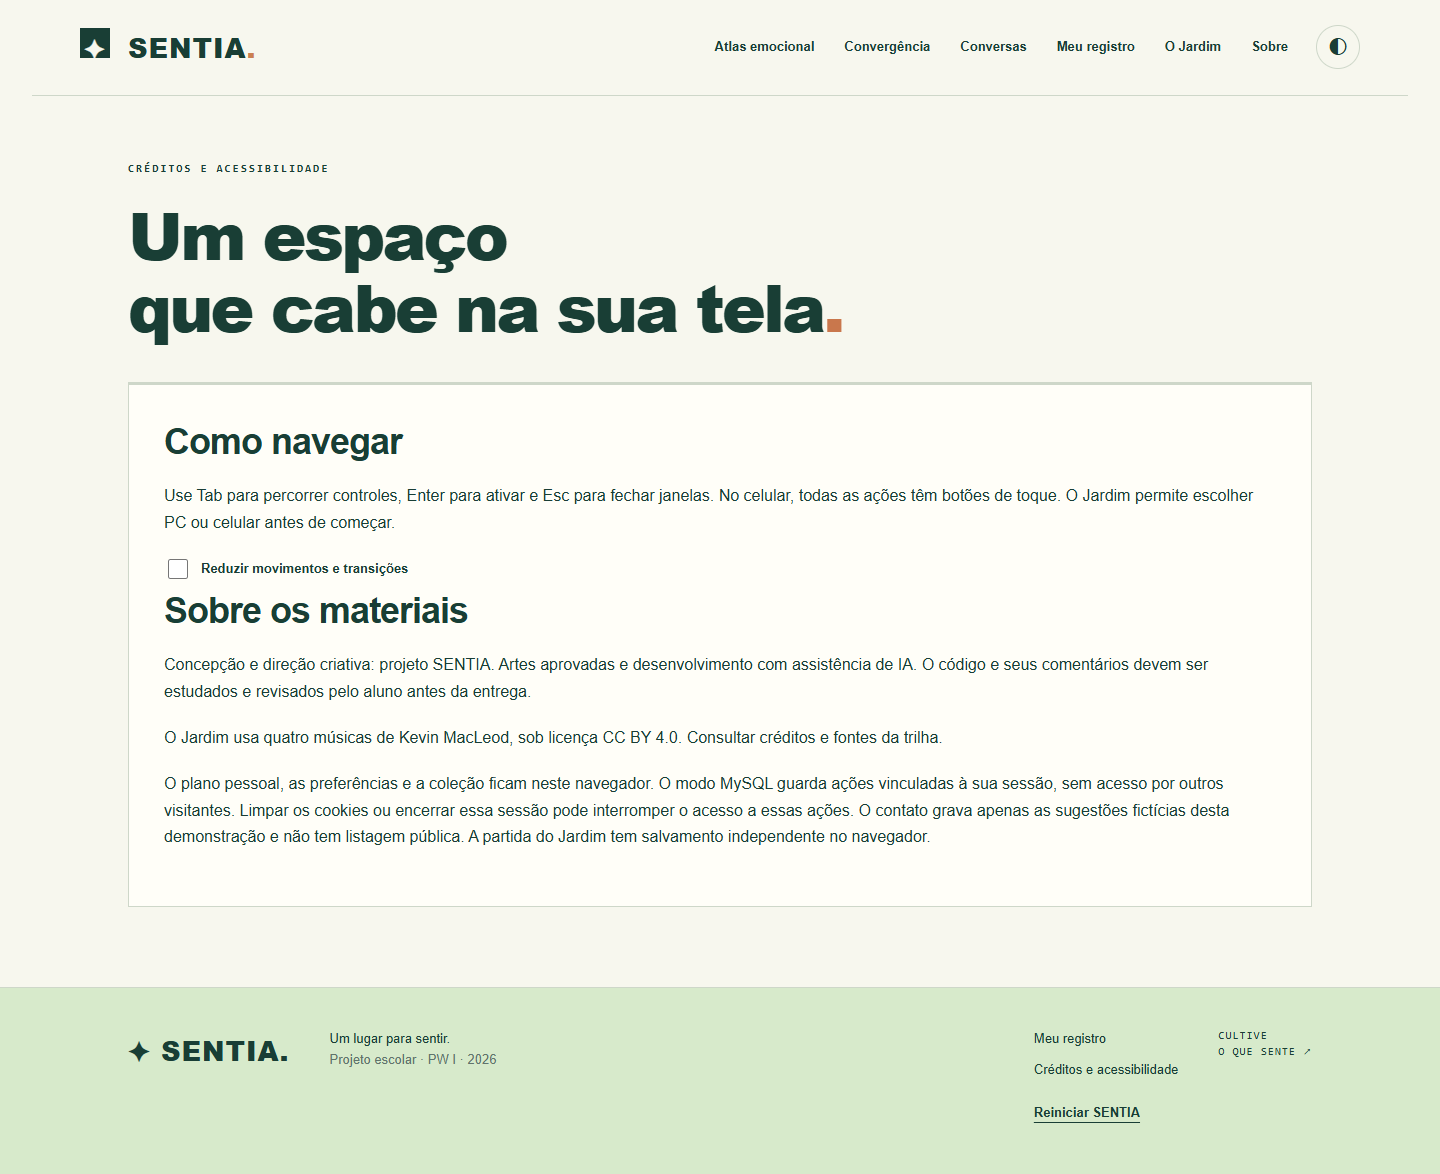 SENTIA.
Atlas emocional
Convergência
Conversas
Meu registro
O Jardim
Sobre
CRÉDITOS E ACESSIBILIDADE
Um espaço
que cabe na sua tela.
Como navegar
Use Tab para percorrer controles, Enter para ativar e Esc para fechar janelas. No celular, todas as ações têm botões de toque. O Jardim permite escolher
PC ou celular antes de começar.
Reduzir movimentos e transições
Sobre os materiais
Concepção e direção criativa: projeto SENTIA. Artes aprovadas e desenvolvimento com assistência de IA. O código e seus comentários devem ser
estudados e revisados pelo aluno antes da entrega.
O Jardim usa quatro músicas de Kevin MacLeod, sob licença CC BY 4.0. Consultar créditos e fontes da trilha.
O plano pessoal, as preferências e a coleção ficam neste navegador. O modo MySQL guarda ações vinculadas à sua sessão, sem acesso por outros
visitantes. Limpar os cookies ou encerrar essa sessão pode interromper o acesso a essas ações. O contato grava apenas as sugestões fictícias desta
demonstração e não tem listagem pública. A partida do Jardim tem salvamento independente no navegador.
SENTIA.
Um lugar para sentir.
Projeto escolar · PW I · 2026
Meu registro
Créditos e acessibilidade
Reiniciar SENTIA
CULTIVE
O QUE SENTE ↗